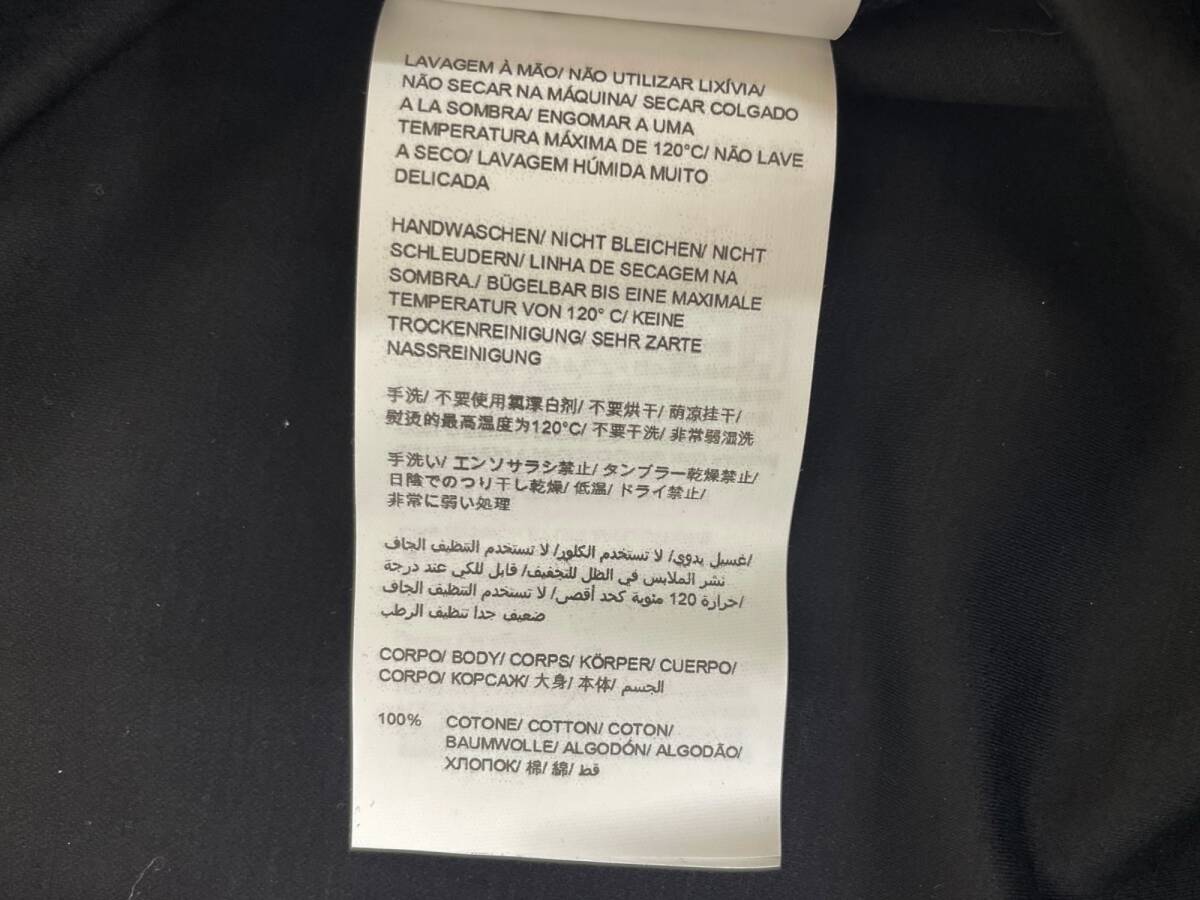 LAVAGEM À MÃO/ NÃO UTILIZAR LIXÍVIA/
NÃO SECAR NA MÁQUINA/ SECAR COLGADO
A LA SOMBRA/ ENGOMAR A UMA
TEMPERATURA MÁXIMA DE 120°C/ NÃO LAVE
A SECO/ LAVAGEM HÚMIDA MUITO
DELICADA
HANDWASCHEN/ NICHT BLEICHEN/ NICHT
SCHLEUDERN/ LINHA DE SECAGEM NA
SOMBRA./ BÜGELBAR BIS EINE MAXIMALE
TEMPERATUR VON 120° C/ KEINE
TROCKENREINIGUNG/ SEHR ZARTE
NASSREINIGUNG
手洗/ 不要使用氯漂白剂/ 不要烘干/ 荫凉挂干/
熨烫的最高温度为120°C/ 不要干洗/ 非常弱湿洗
手洗い/ エンソサラシ禁止/ タンブラー乾燥禁止/
日陰でのつり干し乾燥/ 低温/ ドライ禁止/
非常に弱い処理
غسيل يدوي/ لا تستخدم الكلور/ لا تستخدم التنظيف الجاف/
نشر الملابس في الظل للتجفيف/ قابل للكي عند درجة
حرارة 120 مئوية كحد أقصى/ لا تستخدم التنظيف الجاف/
ضعيف جدا تنظيف الرطب
CORPO/ BODY/ CORPS/ KÖRPER/ CUERPO/
CORPO/ КОРСАЖ/ 大身/ 本体/ الجسم
100% COTONE/ COTTON/ COTON/
BAUMWOLLE/ ALGODÓN/ ALGODÃO/
ХЛОПОК/ 棉/ 綿/ قط